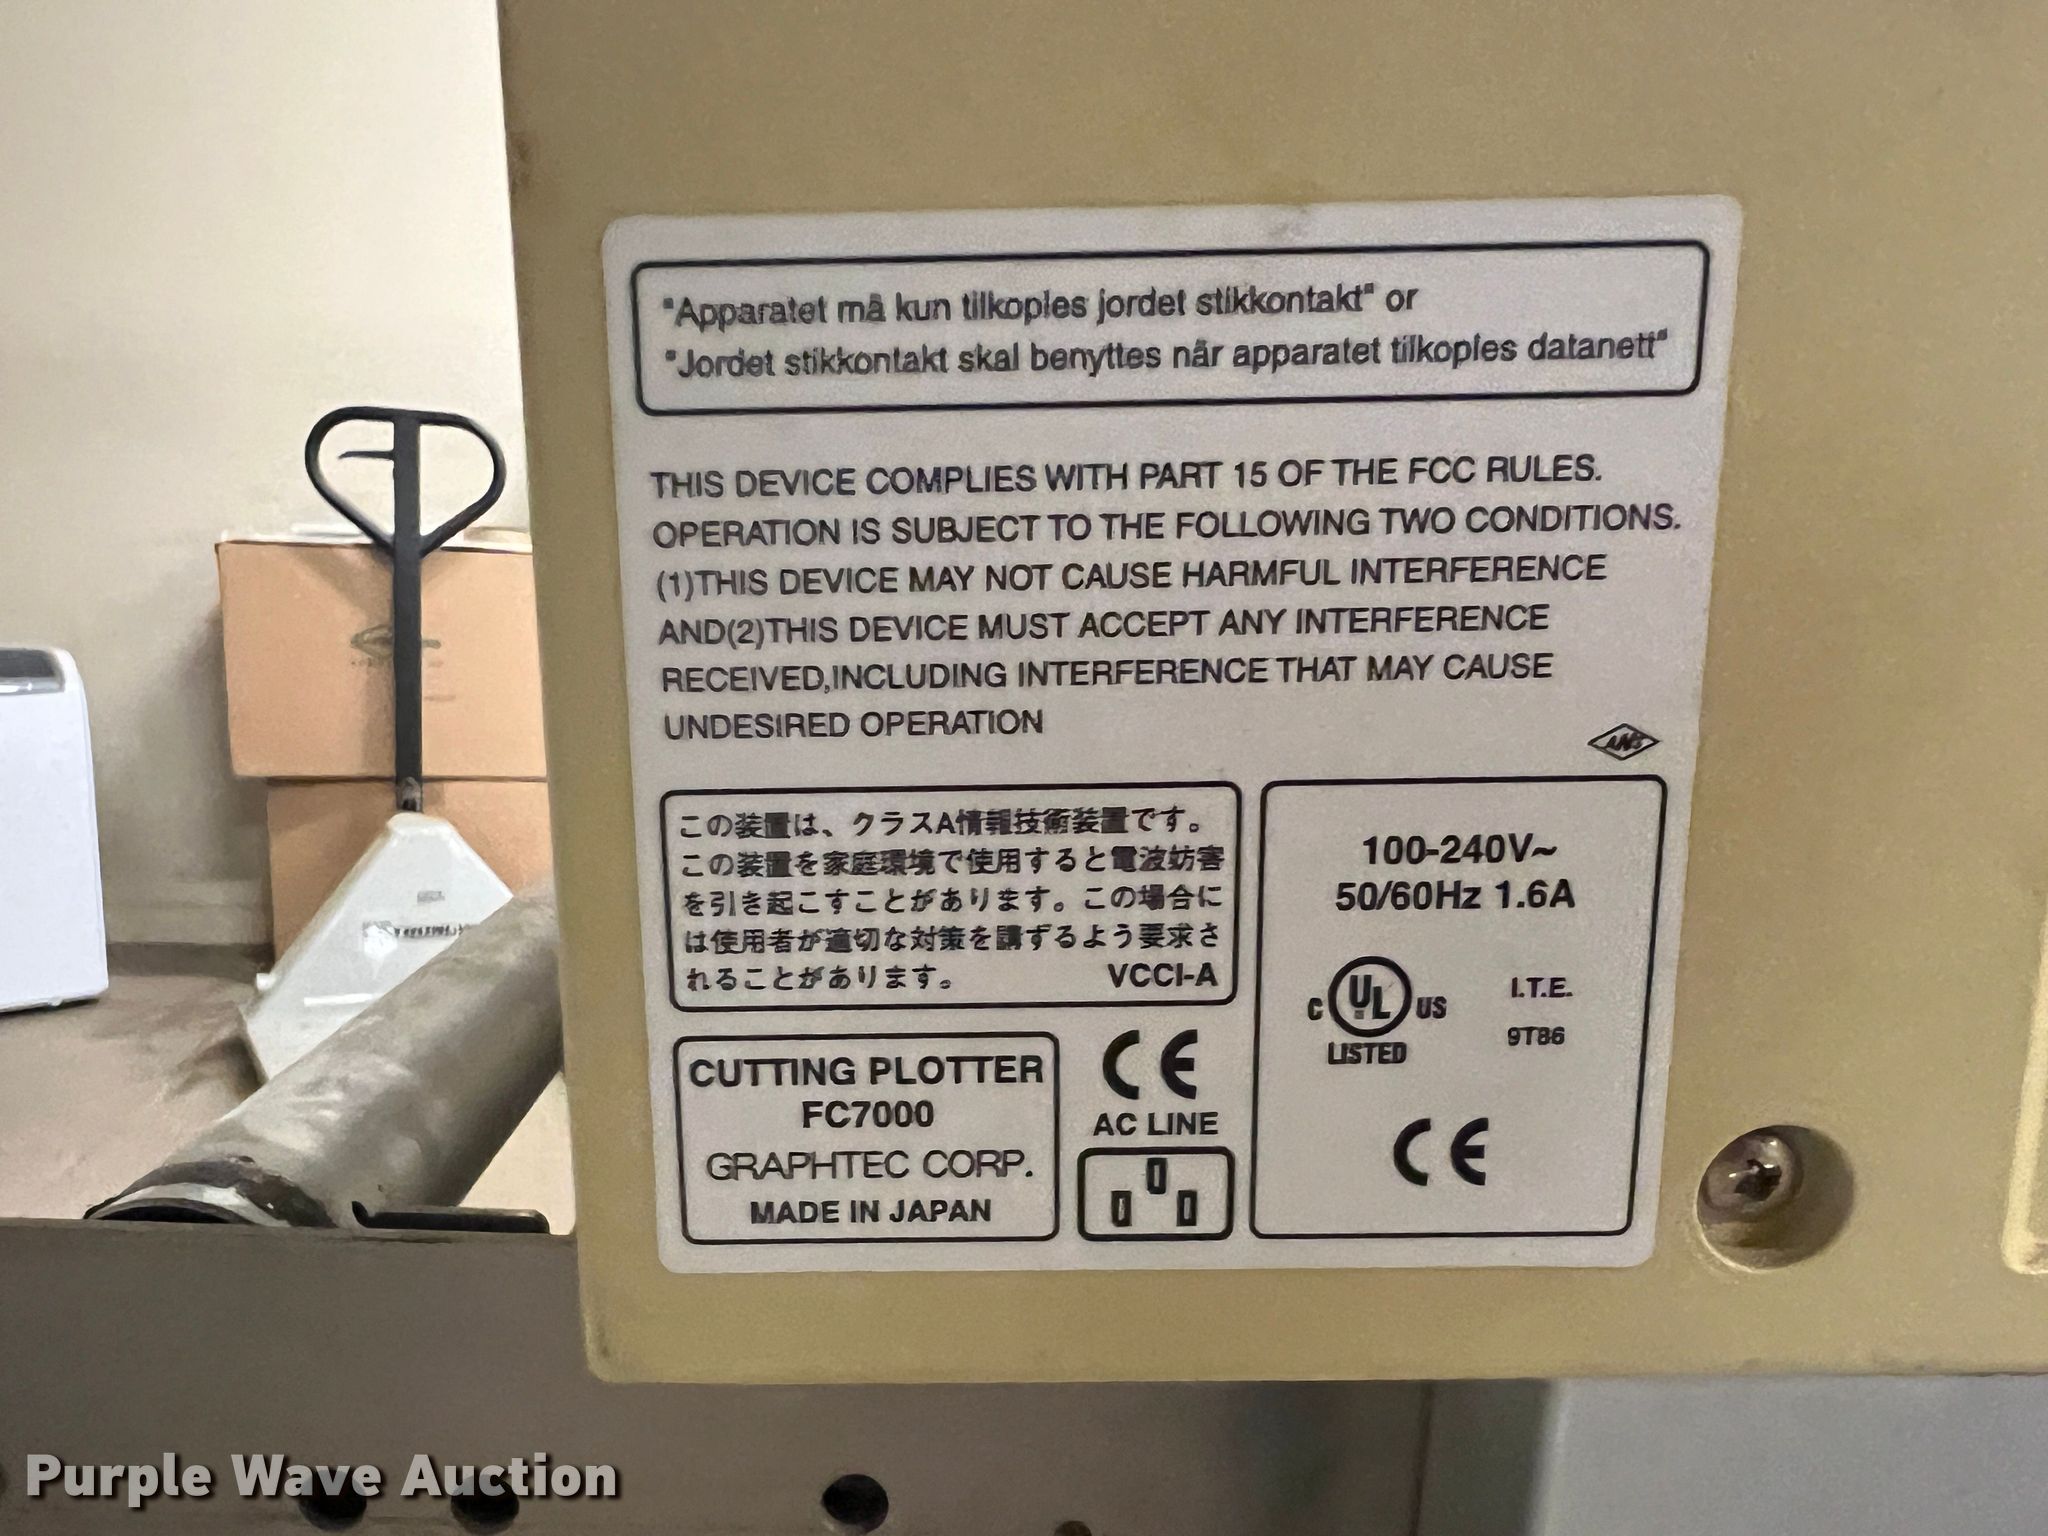 "Apparatet må kun tilkoples jordet stikkontakt" or
"Jordet stikkontakt skal benyttes når apparatet tilkoples datanett"
THIS DEVICE COMPLIES WITH PART 15 OF THE FCC RULES.
OPERATION IS SUBJECT TO THE FOLLOWING TWO CONDITIONS.
(1)THIS DEVICE MAY NOT CAUSE HARMFUL INTERFERENCE
AND(2)THIS DEVICE MUST ACCEPT ANY INTERFERENCE
RECEIVED,INCLUDING INTERFERENCE THAT MAY CAUSE
UNDESIRED OPERATION
この装置は、クラスA情報技術装置です。
この装置を家庭環境で使用すると電波妨害
を引き起こすことがあります。この場合に
は使用者が適切な対策を講ずるよう要求さ
れることがあります。 VCCI-A
100-240V~
50/60Hz 1.6A
C UL US
LISTED
I.T.E.
9T86
CE
CUTTING PLOTTER
FC7000
GRAPHTEC CORP.
MADE IN JAPAN
CE
AC LINE
Purple Wave Auction